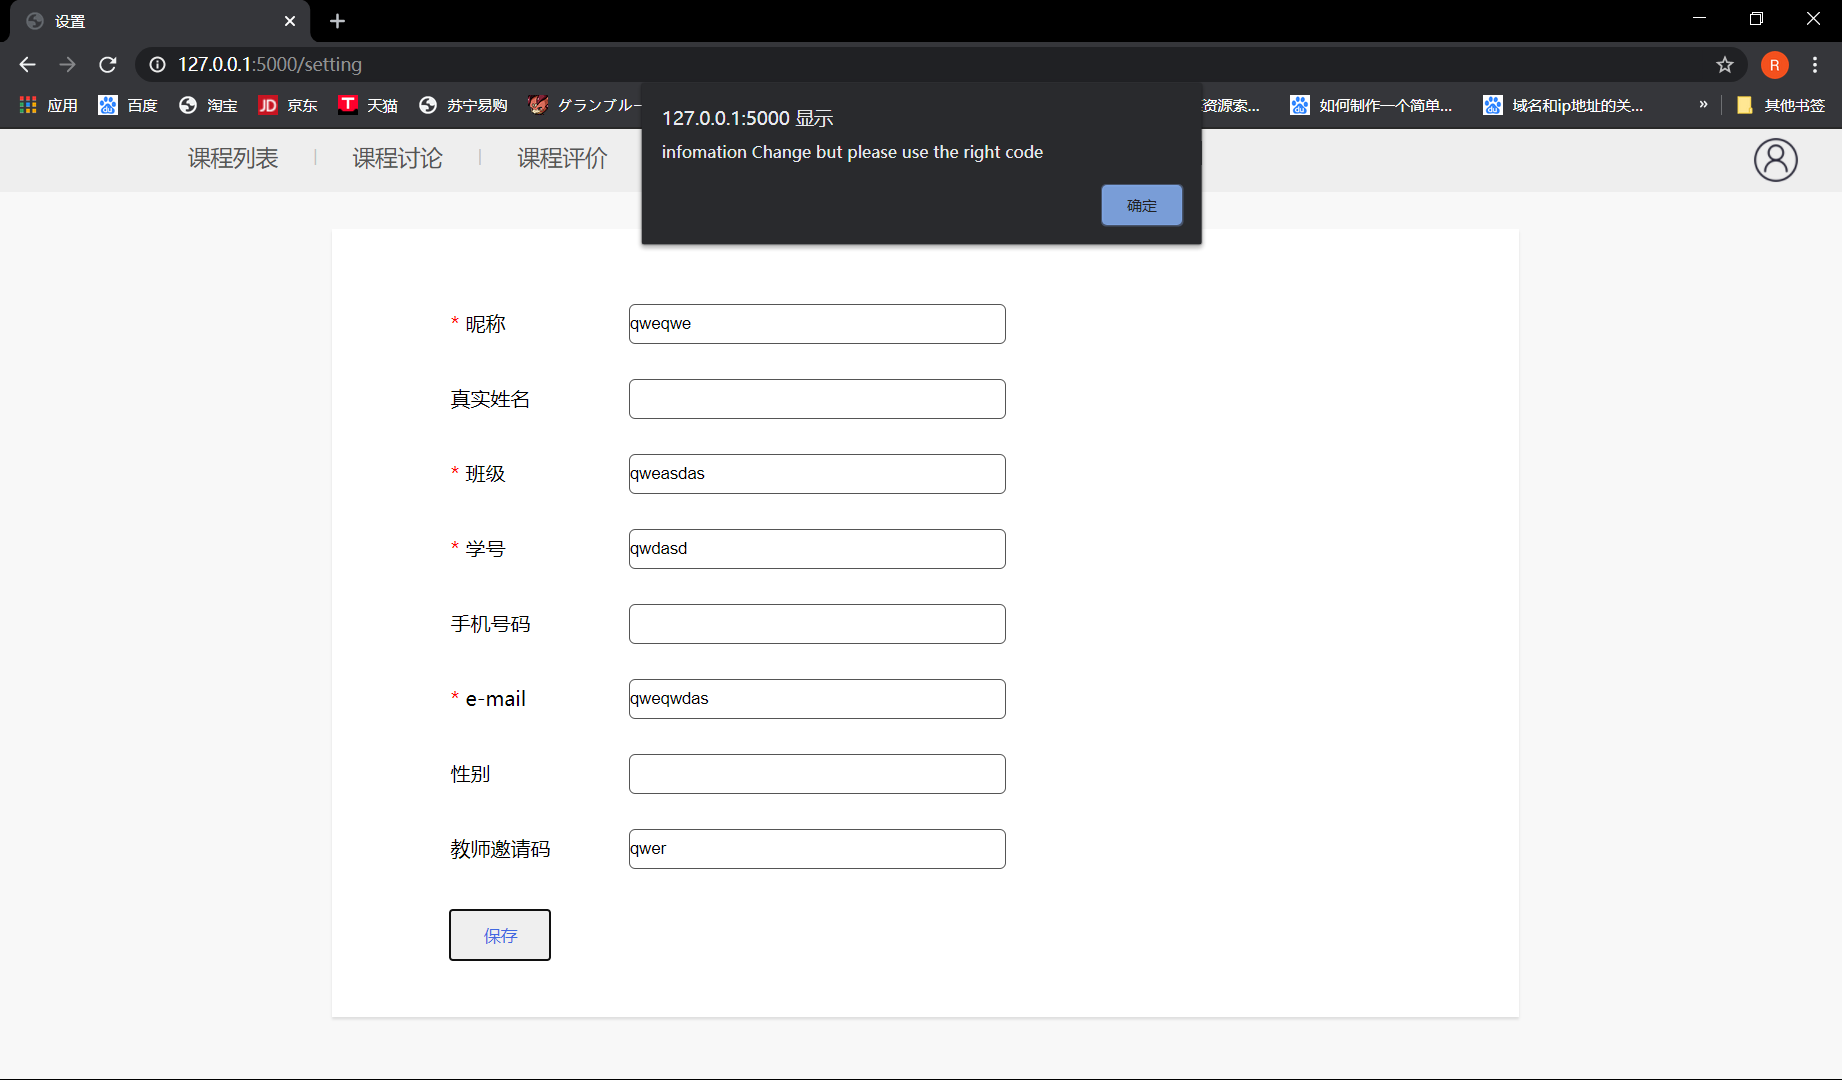 设置
127.0.0.1:5000/setting
R
应用 百度 淘宝 JD 京东 T 天猫 苏宁易购 グランブルー 资源索... 如何制作一个简单... 域名和ip地址的关... » 其他书签
127.0.0.1:5000 显示
infomation Change but please use the right code
确定
课程列表 | 课程讨论 | 课程评价
* 昵称 qweqwe
真实姓名
* 班级 qweasdas
* 学号 qwdasd
手机号码
* e-mail qweqwdas
性别
教师邀请码 qwer
保存